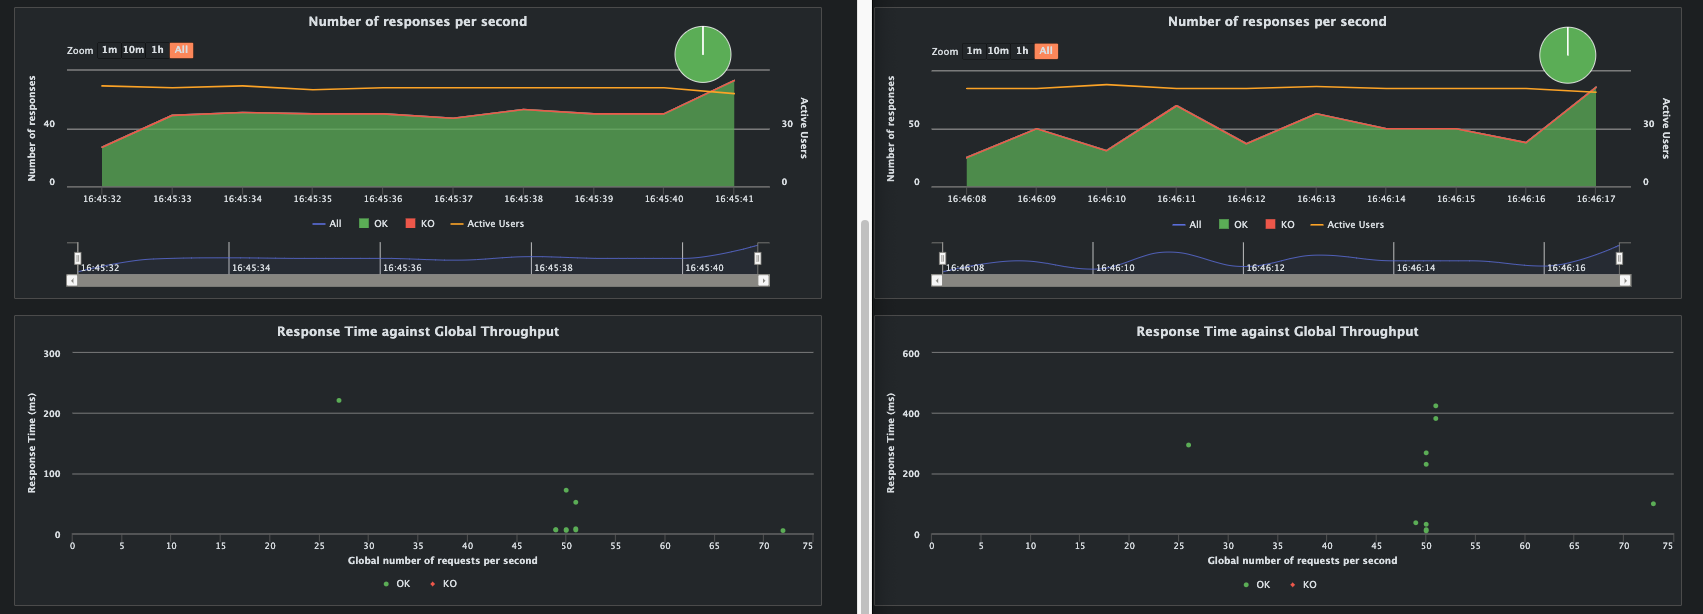 Number of responses per second
Zoom 1m 10m 1h All
Number of responses
40
0
Active Users
30
0
16:45:32 16:45:33 16:45:34 16:45:35 16:45:36 16:45:37 16:45:38 16:45:39 16:45:40 16:45:41
All OK KO Active Users
16:45:32 16:45:34 16:45:36 16:45:38 16:45:40
Response Time against Global Throughput
Response Time (ms)
300
200
100
0
0 5 10 15 20 25 30 35 40 45 50 55 60 65 70 75
Global number of requests per second
OK KO
Number of responses per second
Zoom 1m 10m 1h All
Number of responses
50
0
Active Users
30
0
16:46:08 16:46:09 16:46:10 16:46:11 16:46:12 16:46:13 16:46:14 16:46:15 16:46:16 16:46:17
All OK KO Active Users
16:46:08 16:46:10 16:46:12 16:46:14 16:46:16
Response Time against Global Throughput
Response Time (ms)
600
400
200
0
0 5 10 15 20 25 30 35 40 45 50 55 60 65 70 75
Global number of requests per second
OK KO